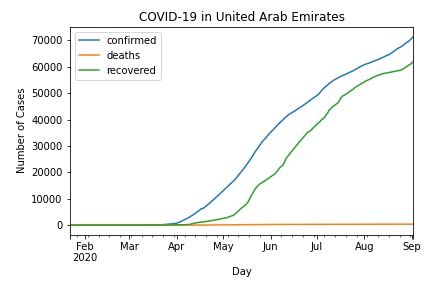 COVID-19 in United Arab Emirates
confirmed
deaths
recovered
70000
60000
50000
40000
30000
20000
10000
0
Number of Cases
Feb Mar Apr May Jun Jul Aug Sep
2020
Day